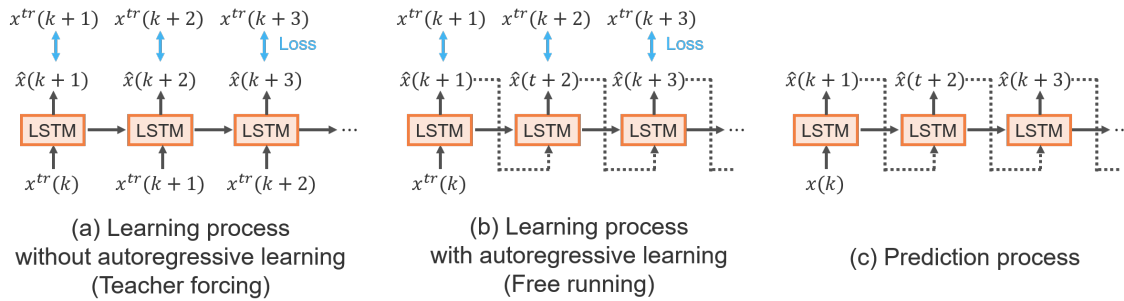 x^{tr}(k+1) x^{tr}(k+2) x^{tr}(k+3)
Loss
x̂(k+1) x̂(k+2) x̂(k+3)
LSTM LSTM LSTM ...
x^{tr}(k) x^{tr}(k+1) x^{tr}(k+2)
(a) Learning process
without autoregressive learning
(Teacher forcing)
x^{tr}(k+1) x^{tr}(k+2) x^{tr}(k+3)
Loss
x̂(k+1) x̂(t+2) x̂(k+3)
LSTM LSTM LSTM ...
x^{tr}(k)
(b) Learning process
with autoregressive learning
(Free running)
x̂(k+1) x̂(t+2) x̂(k+3)
LSTM LSTM LSTM ...
x(k)
(c) Prediction process